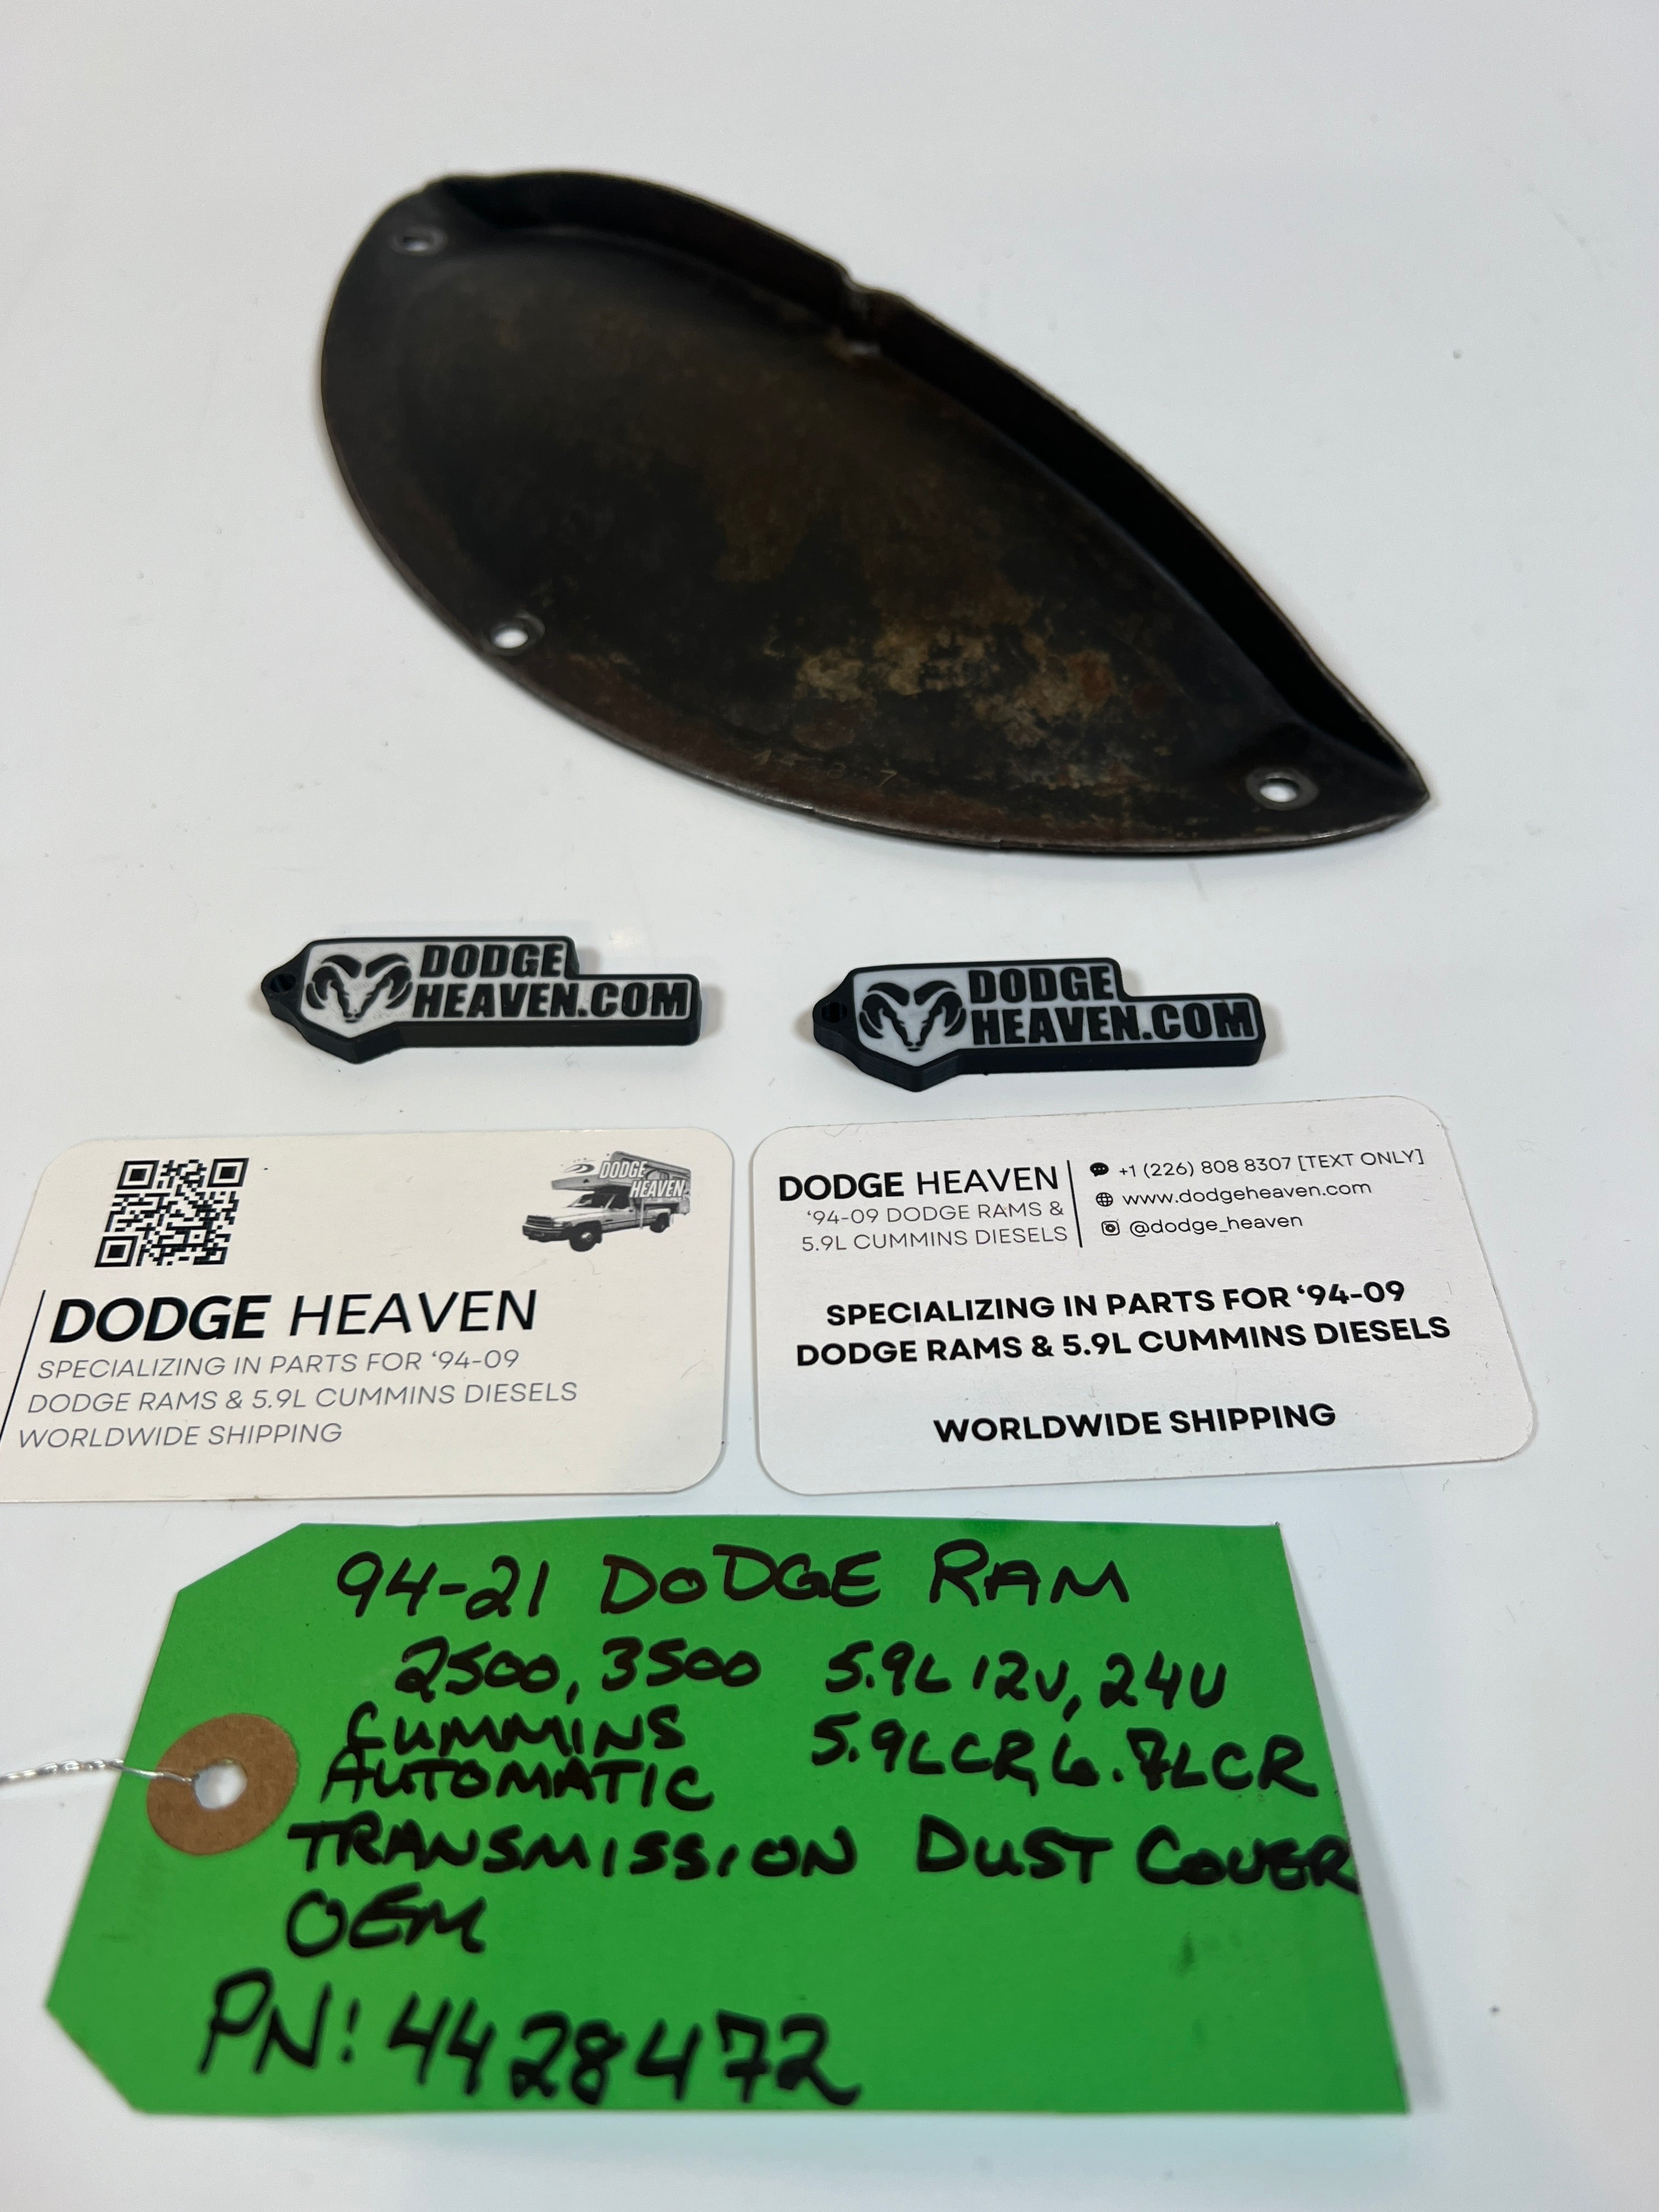 DODGE
HEAVEN.COM
DODGE
HEAVEN.COM
DODGE
HEAVEN
DODGE HEAVEN
SPECIALIZING IN PARTS FOR ‘94-09
DODGE RAMS & 5.9L CUMMINS DIESELS
WORLDWIDE SHIPPING
DODGE HEAVEN
‘94-09 DODGE RAMS &
5.9L CUMMINS DIESELS
+1 (226) 808 8307 [TEXT ONLY]
www.dodgeheaven.com
@dodge_heaven
SPECIALIZING IN PARTS FOR ‘94-09
DODGE RAMS & 5.9L CUMMINS DIESELS
WORLDWIDE SHIPPING
94-21 DODGE RAM
2500, 3500 5.9L 12V, 24V
CUMMINS 5.9LCR, 6.7LCR
AUTOMATIC
TRANSMISSION DUST COVER
OEM
PN: 4428472